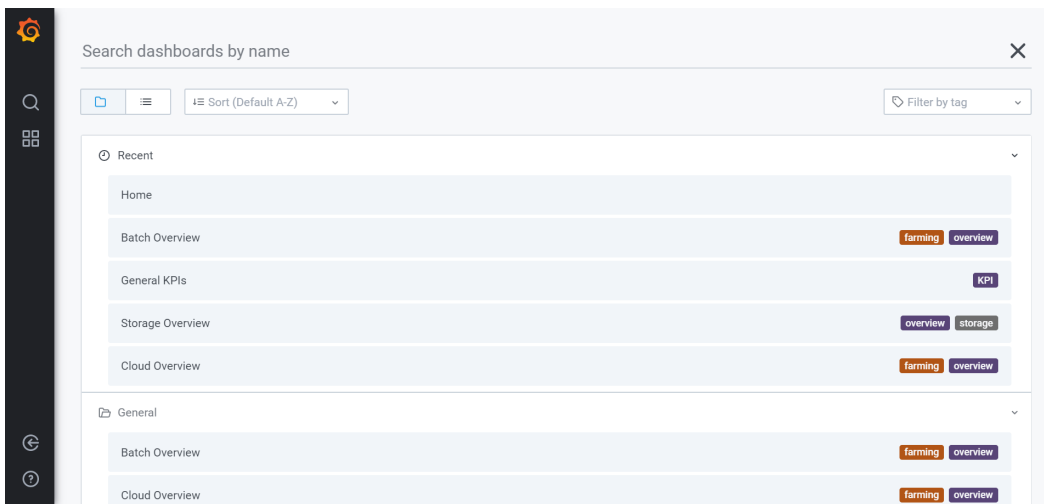 Search dashboards by name
Sort (Default A-Z)
Filter by tag
Recent
Home
Batch Overview farming overview
General KPIs KPI
Storage Overview overview storage
Cloud Overview farming overview
General
Batch Overview farming overview
Cloud Overview farming overview